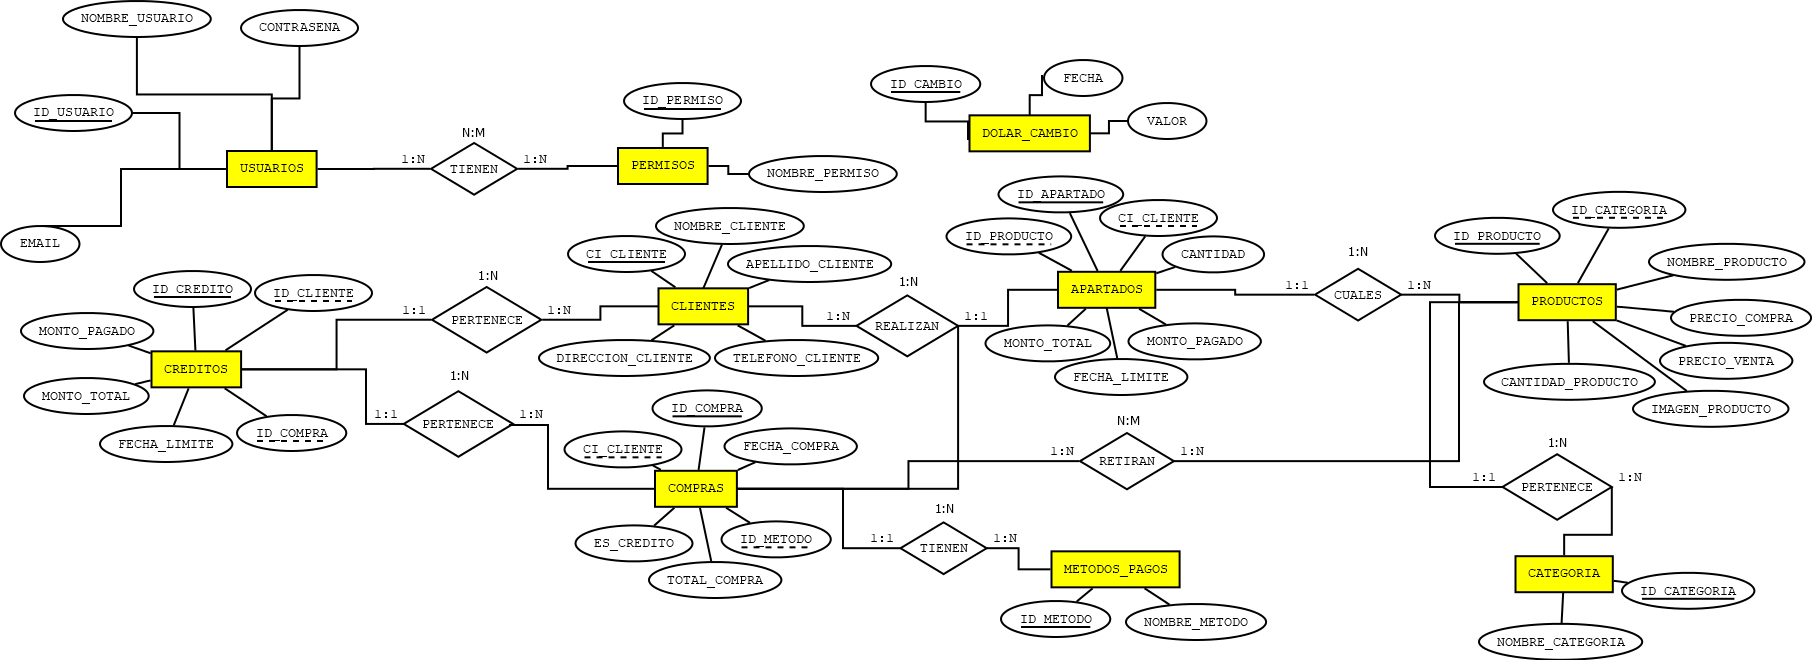 NOMBRE_USUARIO
CONTRASENA
ID_USUARIO
USUARIOS
EMAIL
1:N
N:M
TIENEN
1:N
ID_PERMISO
PERMISOS
NOMBRE_PERMISO
ID_CAMBIO
FECHA
DOLAR_CAMBIO
VALOR
ID_CREDITO
ID_CLIENTE
MONTO_PAGADO
CREDITOS
MONTO_TOTAL
FECHA_LIMITE
ID_COMPRA
1:N
1:1
PERTENECE
1:N
1:N
1:1
PERTENECE
1:N
NOMBRE_CLIENTE
CI_CLIENTE
APELLIDO_CLIENTE
CLIENTES
DIRECCION_CLIENTE
TELEFONO_CLIENTE
1:N
1:N
REALIZAN
1:1
ID_APARTADO
ID_PRODUCTO
CI_CLIENTE
CANTIDAD
APARTADOS
MONTO_TOTAL
MONTO_PAGADO
FECHA_LIMITE
1:N
1:1
CUALES
1:N
ID_CATEGORIA
ID_PRODUCTO
NOMBRE_PRODUCTO
PRODUCTOS
PRECIO_COMPRA
PRECIO_VENTA
CANTIDAD_PRODUCTO
IMAGEN_PRODUCTO
ID_COMPRA
CI_CLIENTE
FECHA_COMPRA
COMPRAS
ES_CREDITO
ID_METODO
TOTAL_COMPRA
N:M
1:N
RETIRAN
1:N
1:N
1:1
TIENEN
1:N
METODOS_PAGOS
ID_METODO
NOMBRE_METODO
1:N
1:1
PERTENECE
1:N
CATEGORIA
ID_CATEGORIA
NOMBRE_CATEGORIA